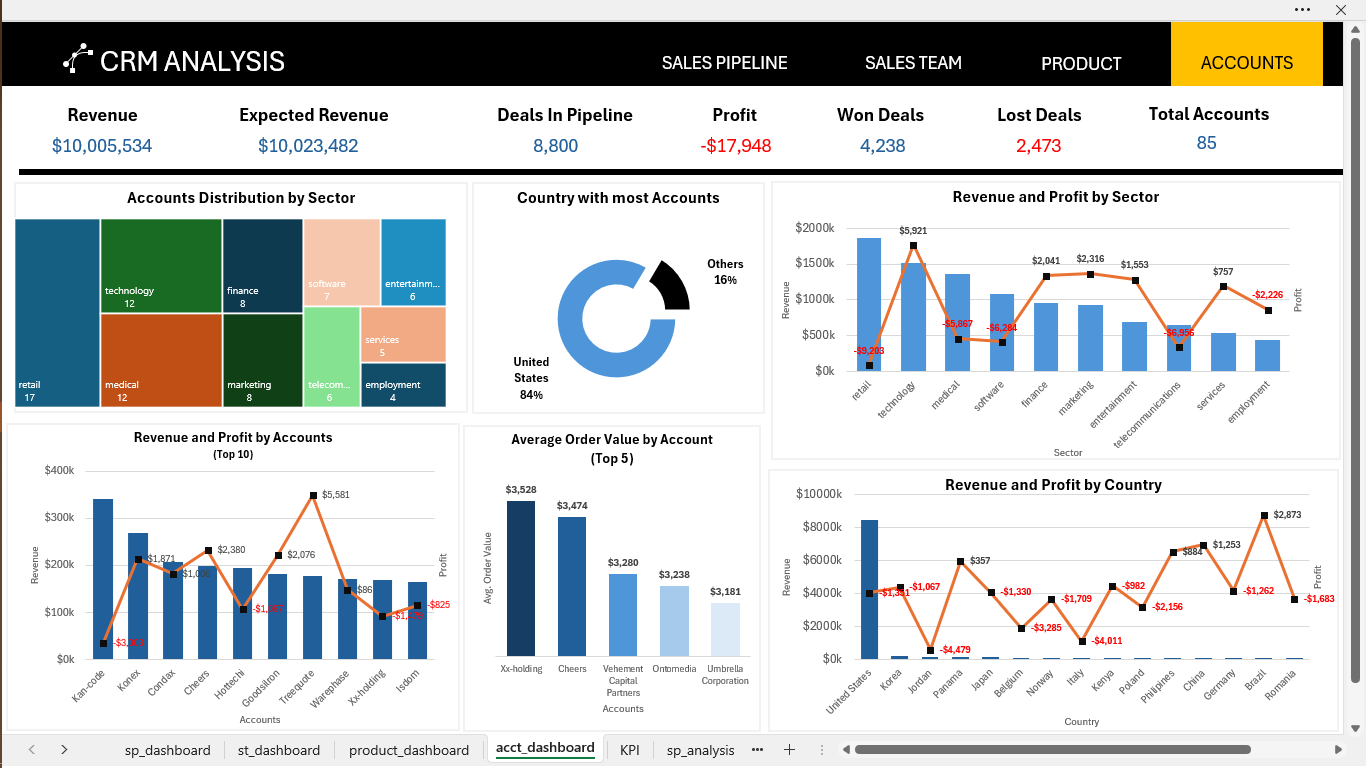 CRM ANALYSIS
SALES PIPELINE
SALES TEAM
PRODUCT
ACCOUNTS
Revenue
$10,005,534
Expected Revenue
$10,023,482
Deals In Pipeline
8,800
Profit
-$17,948
Won Deals
4,238
Lost Deals
2,473
Total Accounts
85
Accounts Distribution by Sector
retail
17
technology
12
medical
12
finance
8
marketing
8
software
7
entertainm...
6
telecom...
6
services
5
employment
4
Country with most Accounts
Others
16%
United
States
84%
Revenue and Profit by Sector
Revenue
$2000k
$1500k
$1000k
$500k
$0k
-$9,203
$5,921
-$5,867
-$6,284
$2,041
$2,316
$1,553
-$6,956
$757
-$2,226
Profit
retail
technology
medical
software
finance
marketing
entertainment
telecommunications
services
employment
Sector
Revenue and Profit by Accounts
(Top 10)
Revenue
$400k
$300k
$200k
$100k
$0k
$1,871
$2,380
$2,076
$5,581
-$825
Profit
Kan-code
Konex
Condax
Cheers
Hottechi
Goodsilron
Treequote
Warephase
Xx-holding
Isdom
Accounts
Average Order Value by Account
(Top 5)
Avg. Order Value
$3,528
$3,474
$3,280
$3,238
$3,181
Xx-holding
Cheers
Vehement
Capital
Partners
Ontomedia
Umbrella
Corporation
Accounts
Revenue and Profit by Country
Revenue
$10000k
$8000k
$6000k
$4000k
$2000k
$0k
-$1,067
-$4,479
$357
-$1,330
-$3,285
-$1,709
-$4,011
-$982
-$2,156
$884
$1,253
-$1,262
$2,873
-$1,683
Profit
United States
Korea
Jordan
Panama
Japan
Belgium
Norway
Italy
Kenya
Poland
Philipines
China
Germany
Brazil
Romania
Country
sp_dashboard
st_dashboard
product_dashboard
acct_dashboard
KPI
sp_analysis